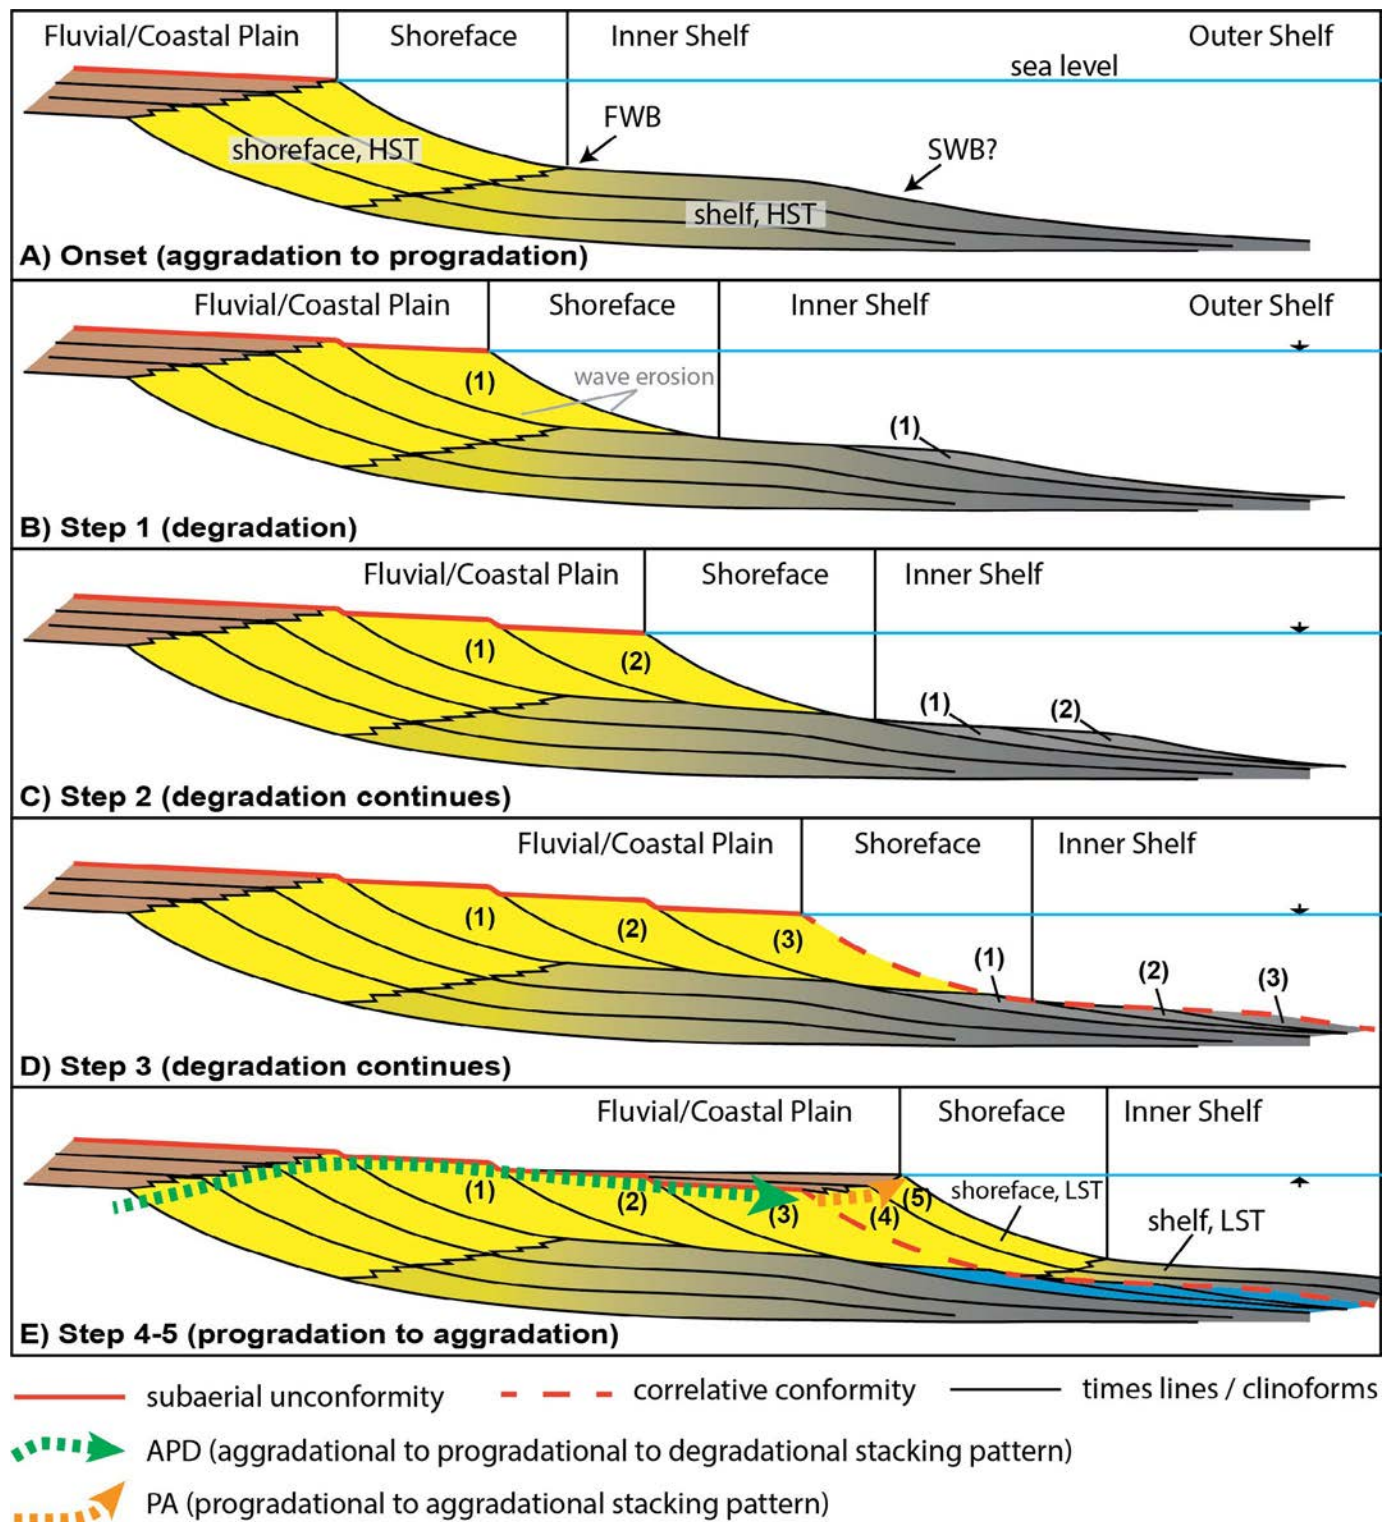 Fluvial/Coastal Plain Shoreface Inner Shelf Outer Shelf
sea level
FWB
shoreface, HST
SWB?
shelf, HST
A) Onset (aggradation to progradation)
Fluvial/Coastal Plain Shoreface Inner Shelf Outer Shelf
(1)
wave erosion
(1)
B) Step 1 (degradation)
Fluvial/Coastal Plain Shoreface Inner Shelf
(1)
(2)
(1)
(2)
C) Step 2 (degradation continues)
Fluvial/Coastal Plain Shoreface Inner Shelf
(1)
(2)
(3)
(1)
(2)
(3)
D) Step 3 (degradation continues)
Fluvial/Coastal Plain Shoreface Inner Shelf
(1)
(2)
(3)
(4)
(5)
shoreface, LST
shelf, LST
E) Step 4-5 (progradation to aggradation)
subaerial unconformity correlative conformity times lines / clinoforms
APD (aggradational to progradational to degradational stacking pattern)
PA (progradational to aggradational stacking pattern)